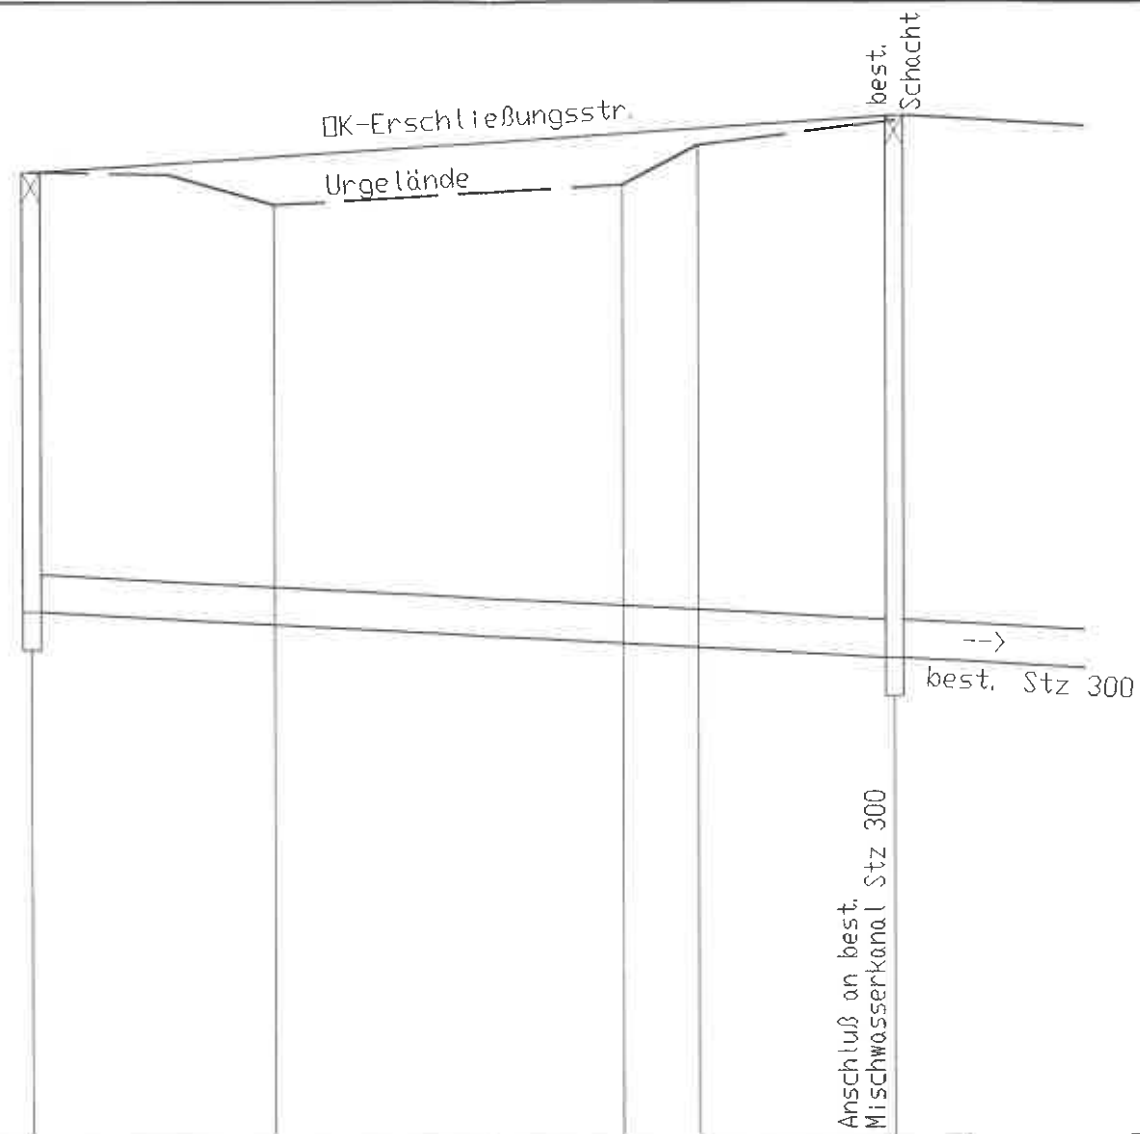 best.
Schacht
OK-Erschließungsstr.
Urgelände
-->
best. Stz 300
Anschluß an best.
Mischwasserkanal Stz 300